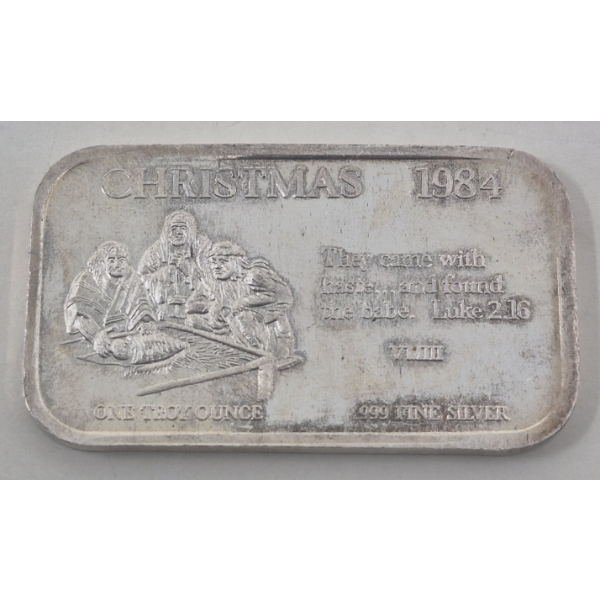 CHRISTMAS 1984
They came with
haste...and found
the babe. Luke 2:16
ONE TROY OUNCE
.999 FINE SILVER